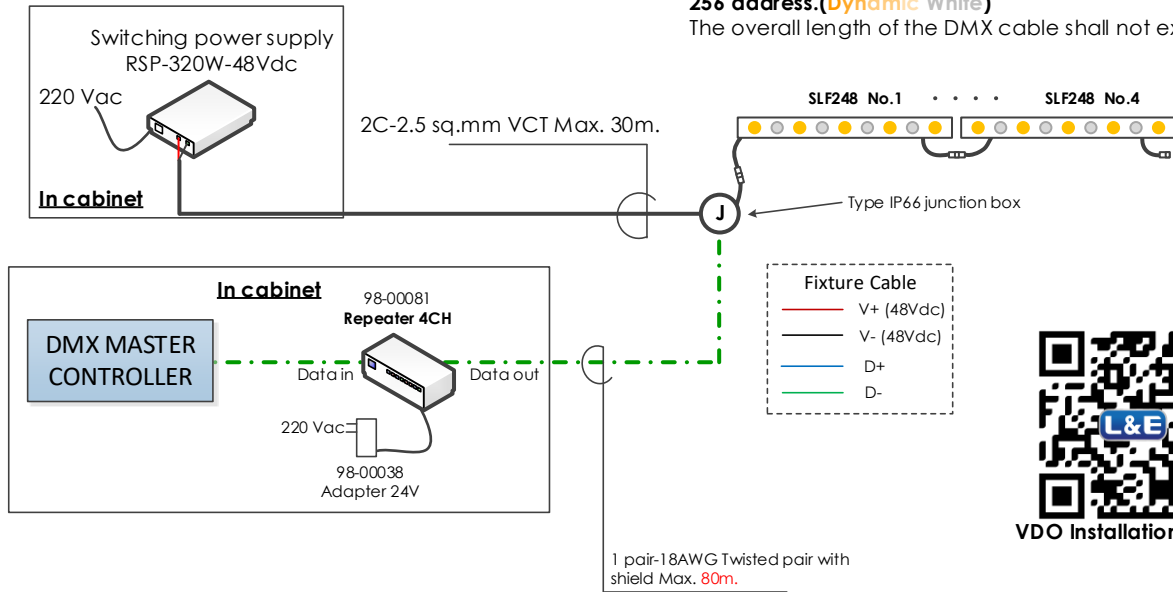 256 address.(Dynamic White)
The overall length of the DMX cable shall not ex
Switching power supply
RSP-320W-48Vdc
220 Vac
In cabinet
2C-2.5 sq.mm VCT Max. 30m.
SLF248 No.1 · · · · SLF248 No.4
J
Type IP66 junction box
In cabinet
98-00081
Repeater 4CH
DMX MASTER
CONTROLLER
Data in
Data out
220 Vac
98-00038
Adapter 24V
Fixture Cable
V+ (48Vdc)
V- (48Vdc)
D+
D-
L&E
VDO Installation
1 pair-18AWG Twisted pair with
shield Max. 80m.